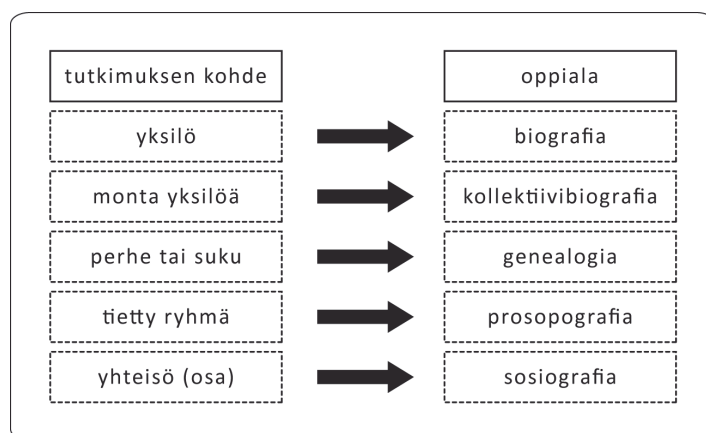 tutkimuksen kohde oppiala
yksilö biografia
monta yksilöä kollektiivibiografia
perhe tai suku genealogia
tietty ryhmä prosopografia
yhteisö (osa) sosiografia